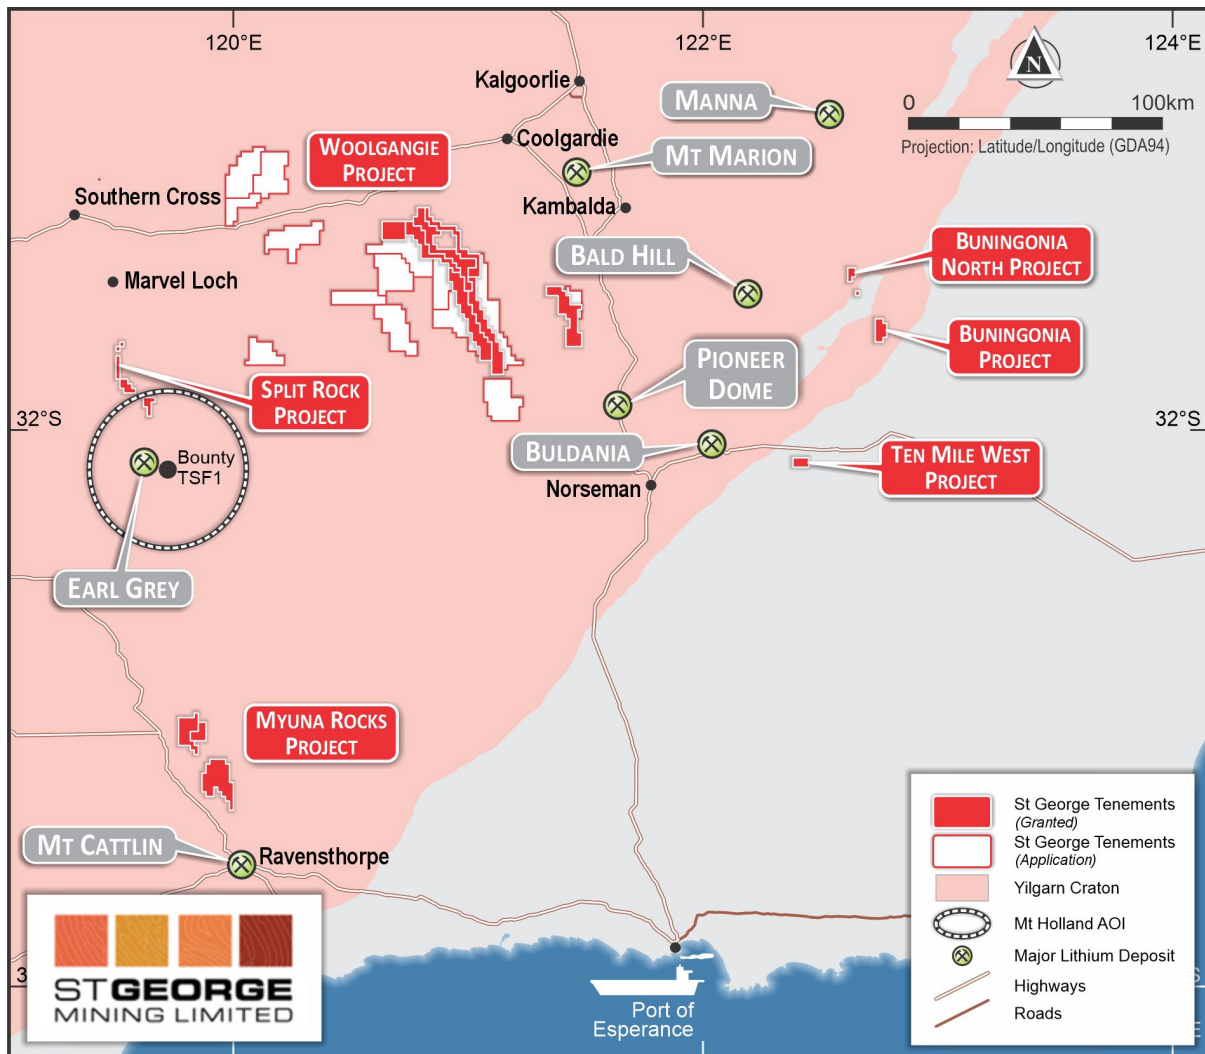 120°E
122°E
124°E
N
0
100km
Projection: Latitude/Longitude (GDA94)
KALGOORLIE
MANNA
WOOLGANGIE
PROJECT
Coolgardie
MT MARION
Southern Cross
Kambalda
BALD HILL
BUNINGONIA
NORTH PROJECT
Marvel Loch
BUNINGONIA
PROJECT
PIONEER
DOME
SPLIT ROCK
PROJECT
32°S
32°S
BULDANIA
TEN MILE WEST
PROJECT
Bounty
TSF1
Norseman
EARL GREY
MYUNA ROCKS
PROJECT
MT CATTLIN
Ravensthorpe
St George Tenements
(Granted)
St George Tenements
(Application)
Yilgarn Craton
Mt Holland AOI
Major Lithium Deposit
Highways
Roads
STGEORGE
MINING LIMITED
Port of
Esperance